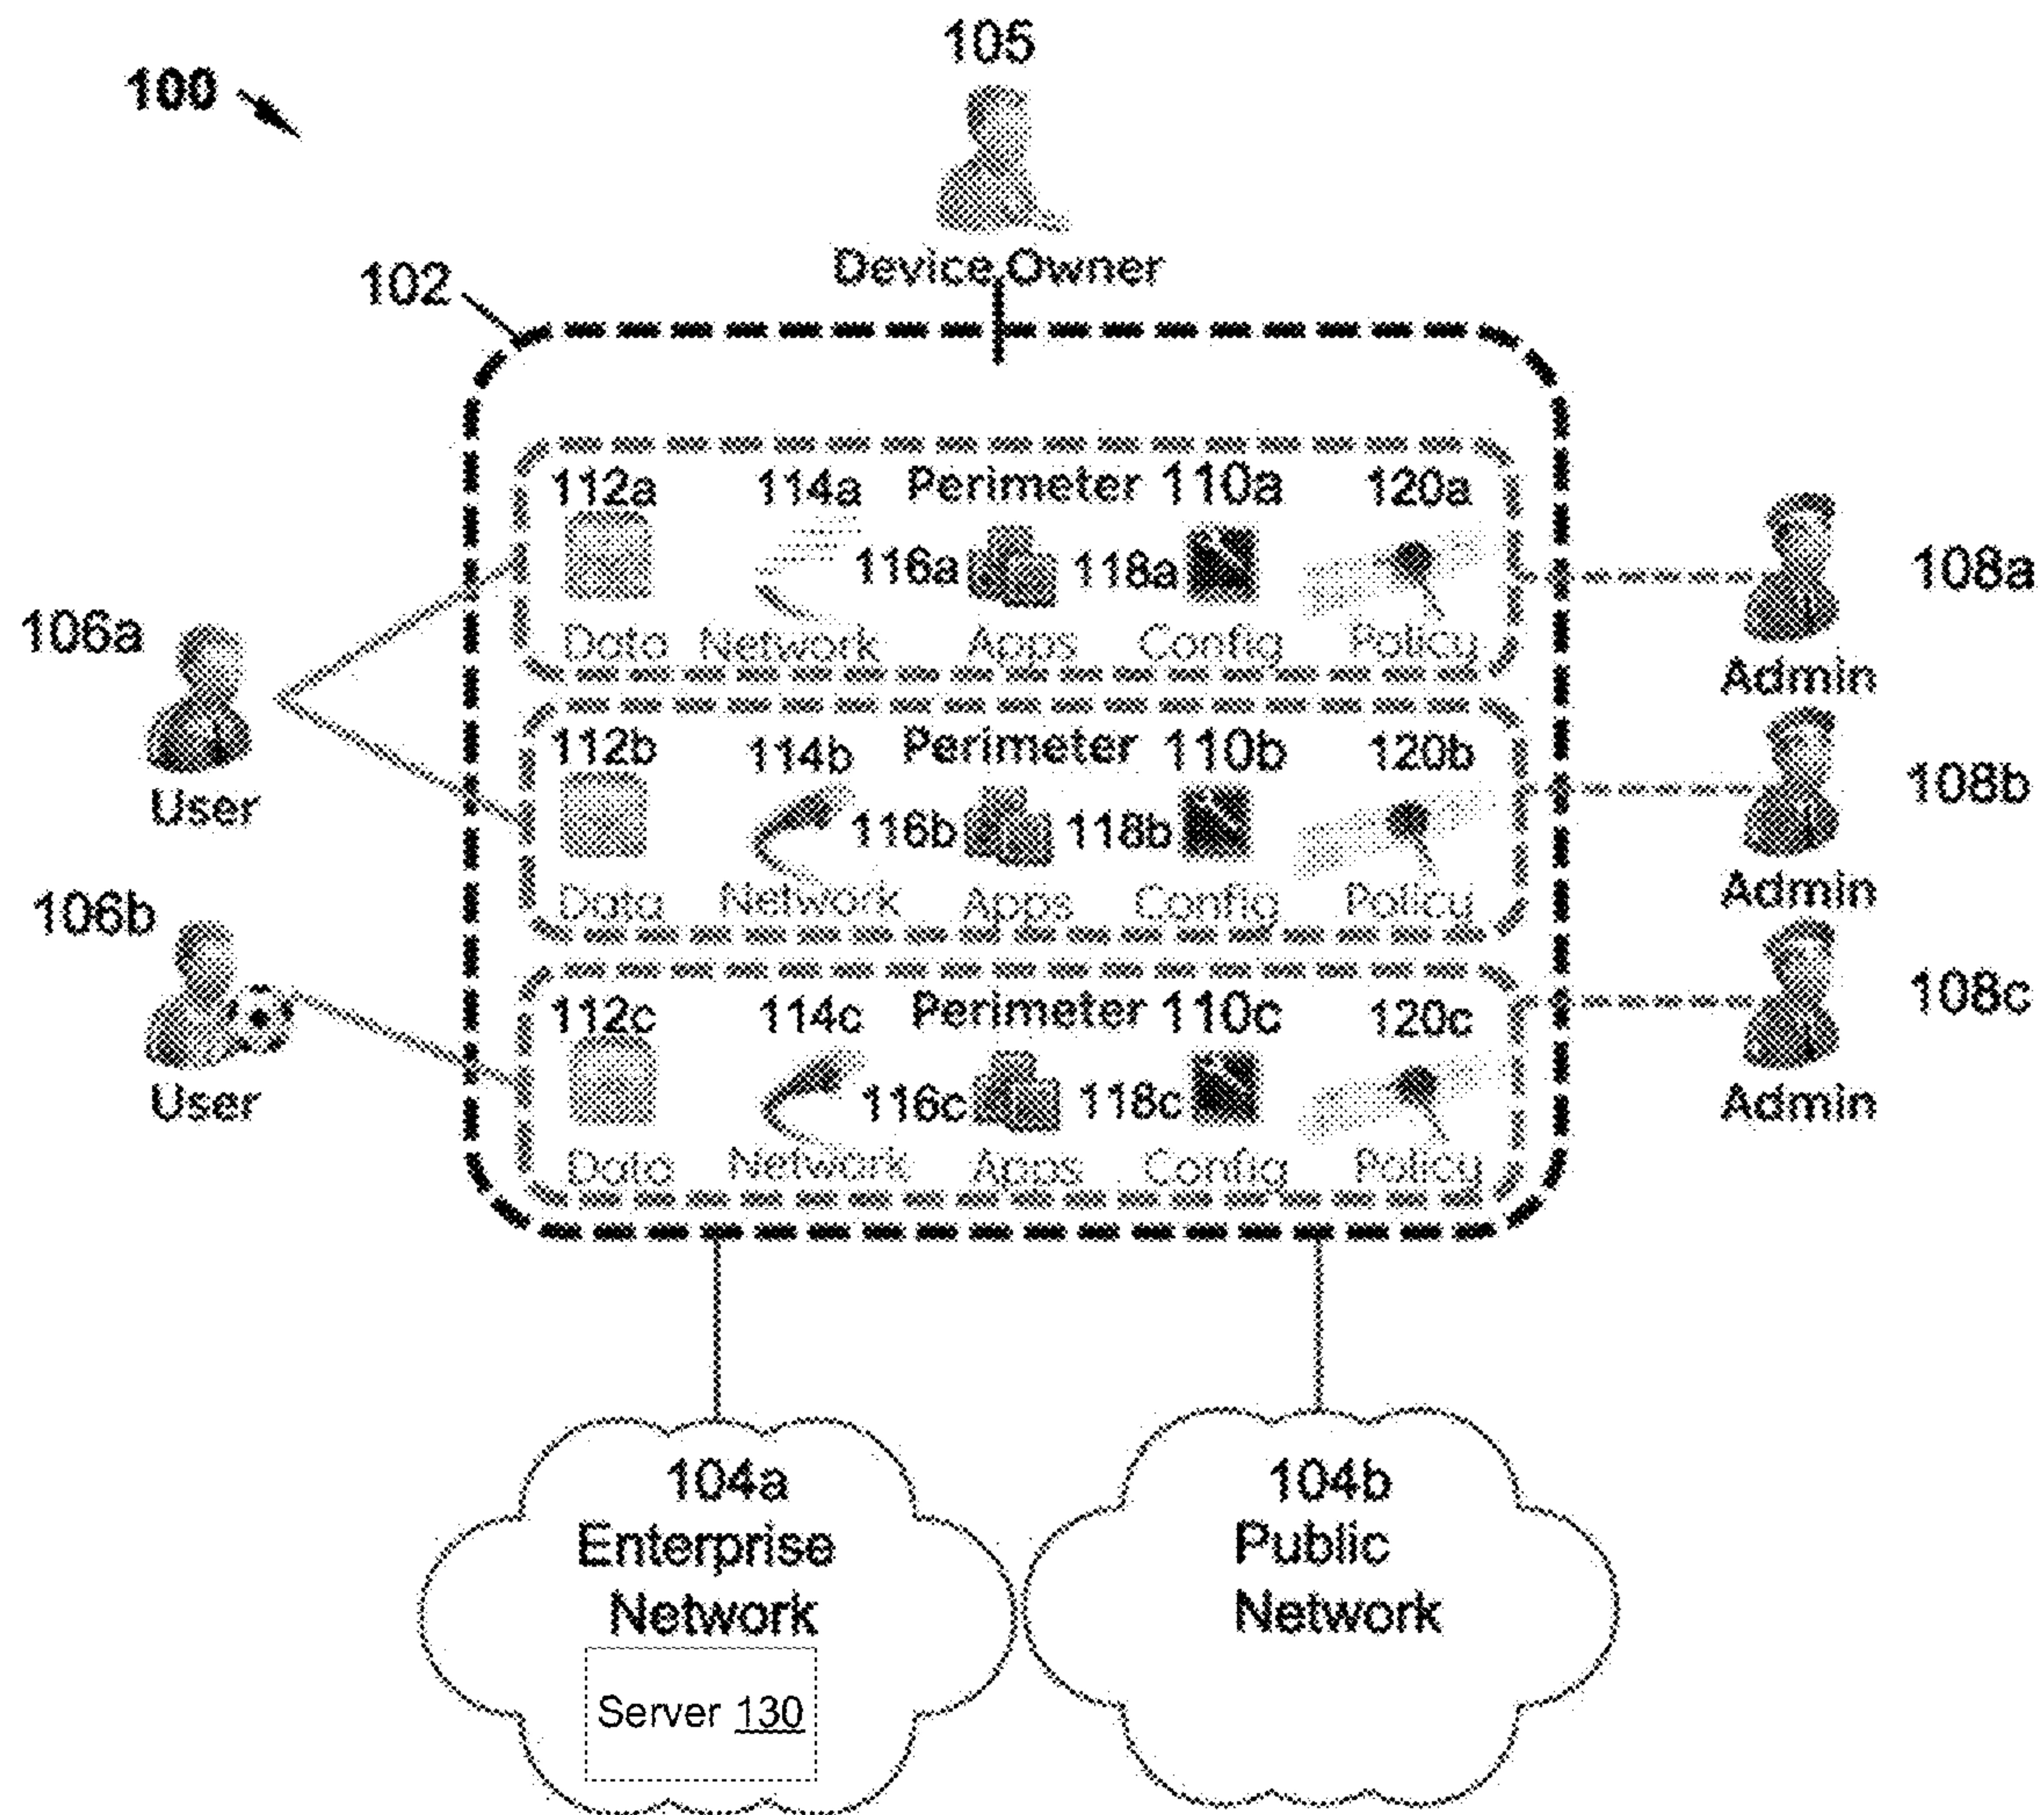 105
100
Device Owner
102
112a 114a Perimeter 110a 120a
116a 118a
108a
Data Network Apps Config Policy
Admin
106a
User
112b 114b Perimeter 110b 120b
116b 118b
108b
Data Network Apps Config Policy
Admin
106b
User
112c 114c Perimeter 110c 120c
116c 118c
108c
Data Network Apps Config Policy
Admin
104a
Enterprise
Network
Server 130
104b
Public
Network